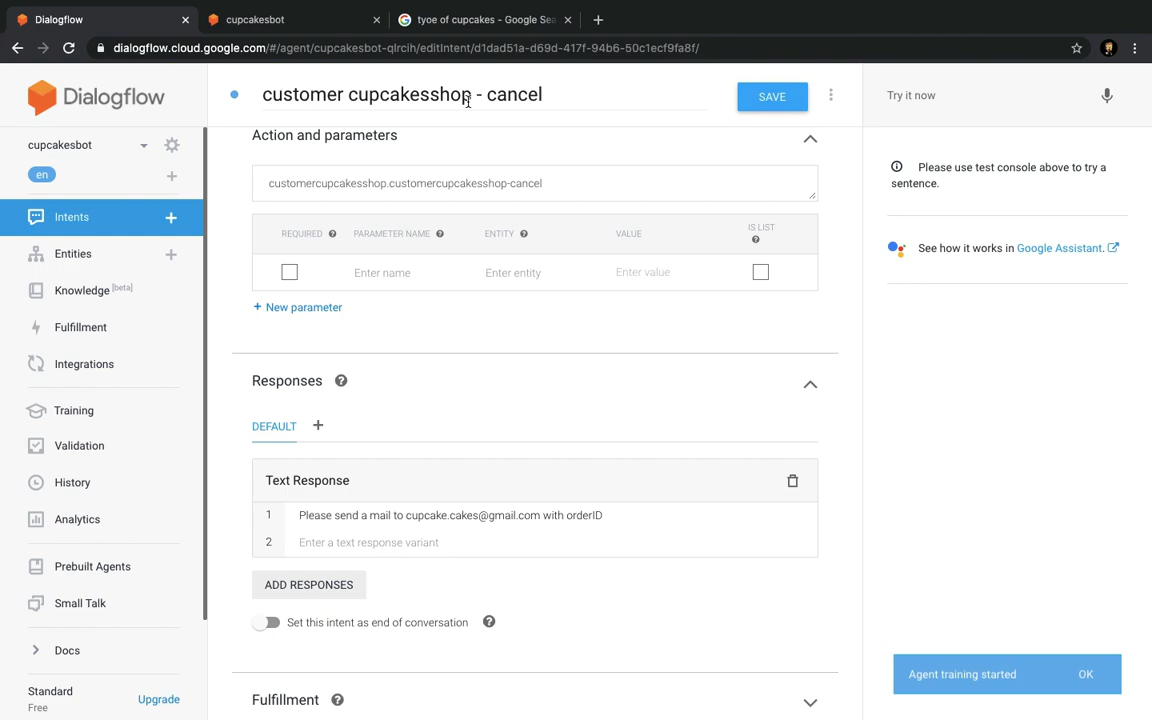 Dialogflow
cupcakesbot
tyoe of cupcakes - Google Sea
dialogflow.cloud.google.com/#/agent/cupcakesbot-qlrcih/editIntent/d1dad51a-d69d-417f-94b6-50c1ecf9fa8f/
Dialogflow
customer cupcakesshop - cancel
SAVE
Try it now
cupcakesbot
en
Intents
Entities
Knowledge [beta]
Fulfillment
Integrations
Training
Validation
History
Analytics
Prebuilt Agents
Small Talk
Docs
Standard
Free
Upgrade
Action and parameters
customercupcakesshop.customercupcakesshop-cancel
REQUIRED PARAMETER NAME ENTITY VALUE IS LIST
Enter name Enter entity Enter value
+ New parameter
Responses
DEFAULT
Text Response
1 Please send a mail to cupcake.cakes@gmail.com with orderID
2 Enter a text response variant
ADD RESPONSES
Set this intent as end of conversation
Fulfillment
Please use test console above to try a
sentence.
See how it works in Google Assistant.
Agent training started OK